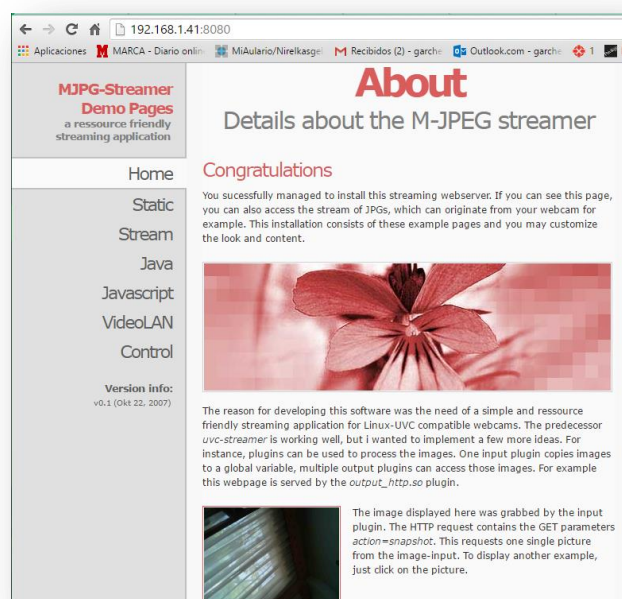 192.168.1.41:8080
Aplicaciones MARCA - Diario onlin MiAulario/Nirelkasgel Recibidos (2) - garche Outlook.com - garche 1
MJPG-Streamer
Demo Pages
a ressource friendly
streaming application
Home
Static
Stream
Java
Javascript
VideoLAN
Control
Version info:
v0.1 (Okt 22, 2007)
About
Details about the M-JPEG streamer
Congratulations
You sucessfully managed to install this streaming webserver. If you can see this page,
you can also access the stream of JPGs, which can originate from your webcam for
example. This installation consists of these example pages and you may customize
the look and content.
The reason for developing this software was the need of a simple and ressource
friendly streaming application for Linux-UVC compatible webcams. The predecessor
uvc-streamer is working well, but i wanted to implement a few more ideas. For
instance, plugins can be used to process the images. One input plugin copies images
to a global variable, multiple output plugins can access those images. For example
this webpage is served by the output_http.so plugin.
The image displayed here was grabbed by the input
plugin. The HTTP request contains the GET parameters
action=snapshot. This requests one single picture
from the image-input. To display another example,
just click on the picture.